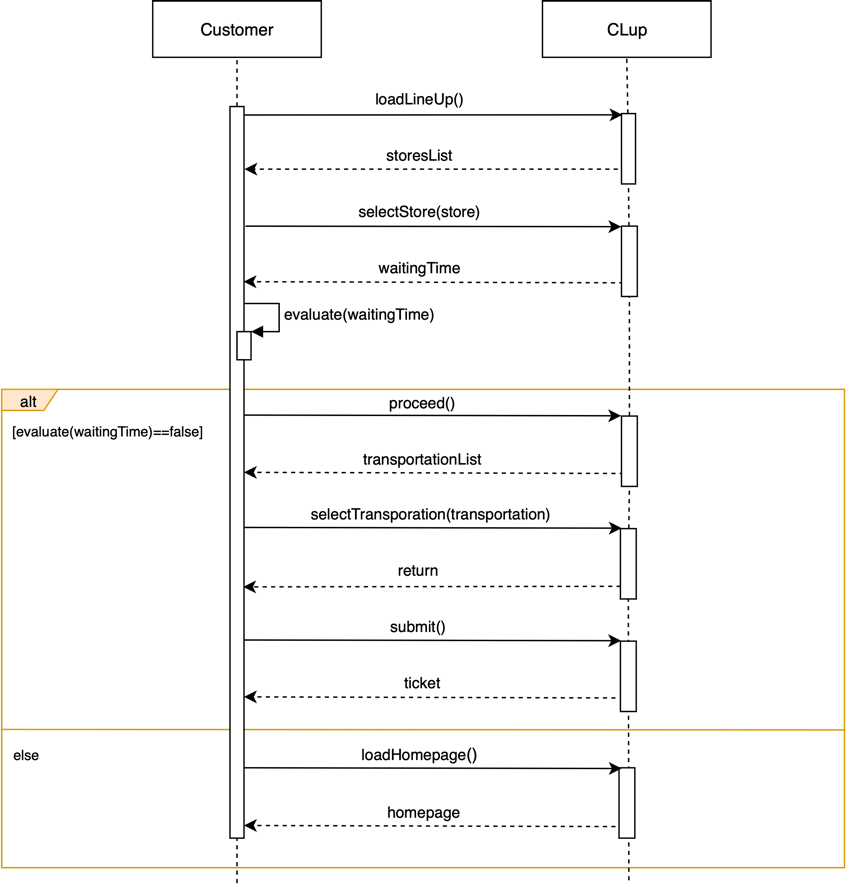 Customer
CLup
loadLineUp()
storesList
selectStore(store)
waitingTime
evaluate(waitingTime)
alt
proceed()
[evaluate(waitingTime)==false]
transportationList
selectTransporation(transportation)
return
submit()
ticket
else
loadHomepage()
homepage